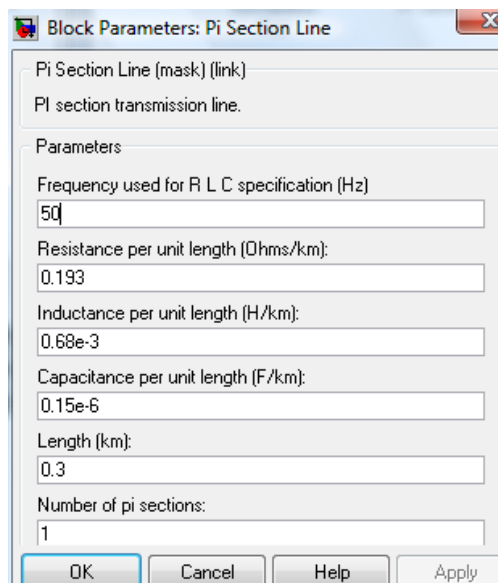 Block Parameters: Pi Section Line
Pi Section Line (mask) (link)
PI section transmission line.
Parameters
Frequency used for R L C specification (Hz)
50
Resistance per unit length (Ohms/km):
0.193
Inductance per unit length (H/km):
0.68e-3
Capacitance per unit length (F/km):
0.15e-6
Length (km):
0.3
Number of pi sections:
1
OK Cancel Help Apply